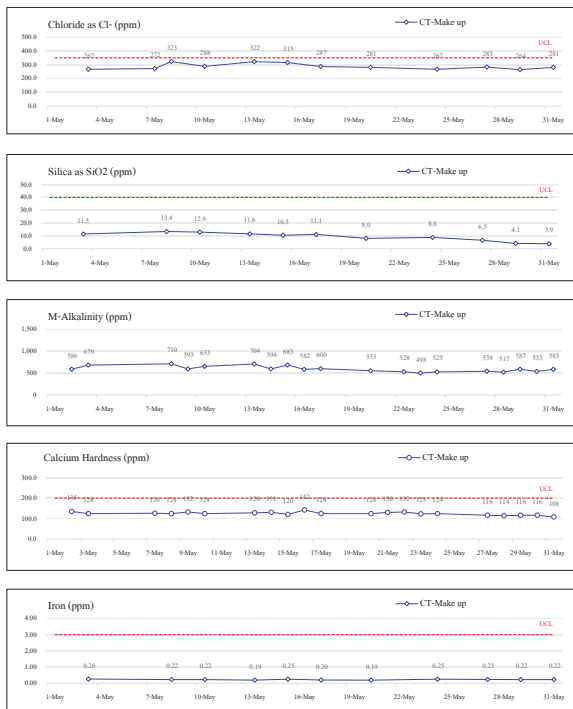 Chloride as Cl- (ppm)
CT-Make up
500.0
UCL
400.0
267 272 323 288 322 315 287 281 267 283 264 281
300.0
200.0
100.0
0.0
1-May 4-May 7-May 10-May 13-May 16-May 19-May 22-May 25-May 28-May 31-May
Silica as SiO2 (ppm)
CT-Make up
50.0
UCL
40.0
30.0
20.0
11.5 13.4 12.9 11.6 10.5 11.1 8.0 8.8 6.5 4.1 3.9
10.0
0.0
1-May 4-May 7-May 10-May 13-May 16-May 19-May 22-May 25-May 28-May 31-May
M-Alkalinity (ppm)
CT-Make up
1,500
1,000
586 679 710 593 653 704 594 683 582 600 553 528 498 525 539 517 587 533 583
500
0
1-May 4-May 7-May 10-May 13-May 16-May 19-May 22-May 25-May 28-May 31-May
Calcium Hardness (ppm)
CT-Make up
300.0
UCL
200.0
124 126 124 132 124 120 142 124 124 132 123 124 116 114 116 116 108
100.0
0.0
1-May 3-May 5-May 7-May 9-May 11-May 13-May 15-May 17-May 19-May 21-May 23-May 25-May 27-May 29-May 31-May
Iron (ppm)
CT-Make up
4.00
UCL
3.00
2.00
1.00
0.26 0.22 0.22 0.19 0.25 0.20 0.19 0.25 0.23 0.22 0.22
0.00
1-May 4-May 7-May 10-May 13-May 16-May 19-May 22-May 25-May 28-May 31-May